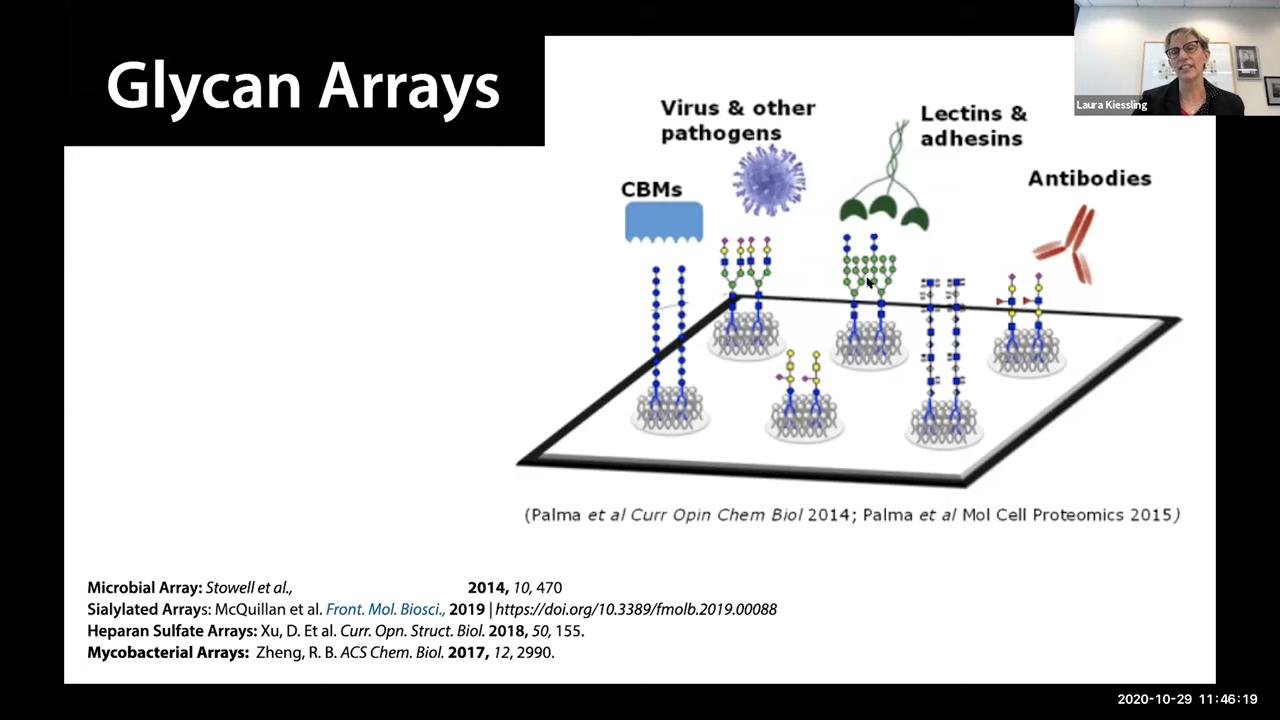 Glycan Arrays
Laura Kiessling
Virus & other
pathogens
Lectins &
adhesins
CBMs
Antibodies
(Palma et al Curr Opin Chem Biol 2014; Palma et al Mol Cell Proteomics 2015)
Microbial Array: Stowell et al., 2014, 10, 470
Sialylated Arrays: McQuillan et al. Front. Mol. Biosci., 2019 | https://doi.org/10.3389/fmolb.2019.00088
Heparan Sulfate Arrays: Xu, D. Et al. Curr. Opn. Struct. Biol. 2018, 50, 155.
Mycobacterial Arrays: Zheng, R. B. ACS Chem. Biol. 2017, 12, 2990.
2020-10-29 11:46:19